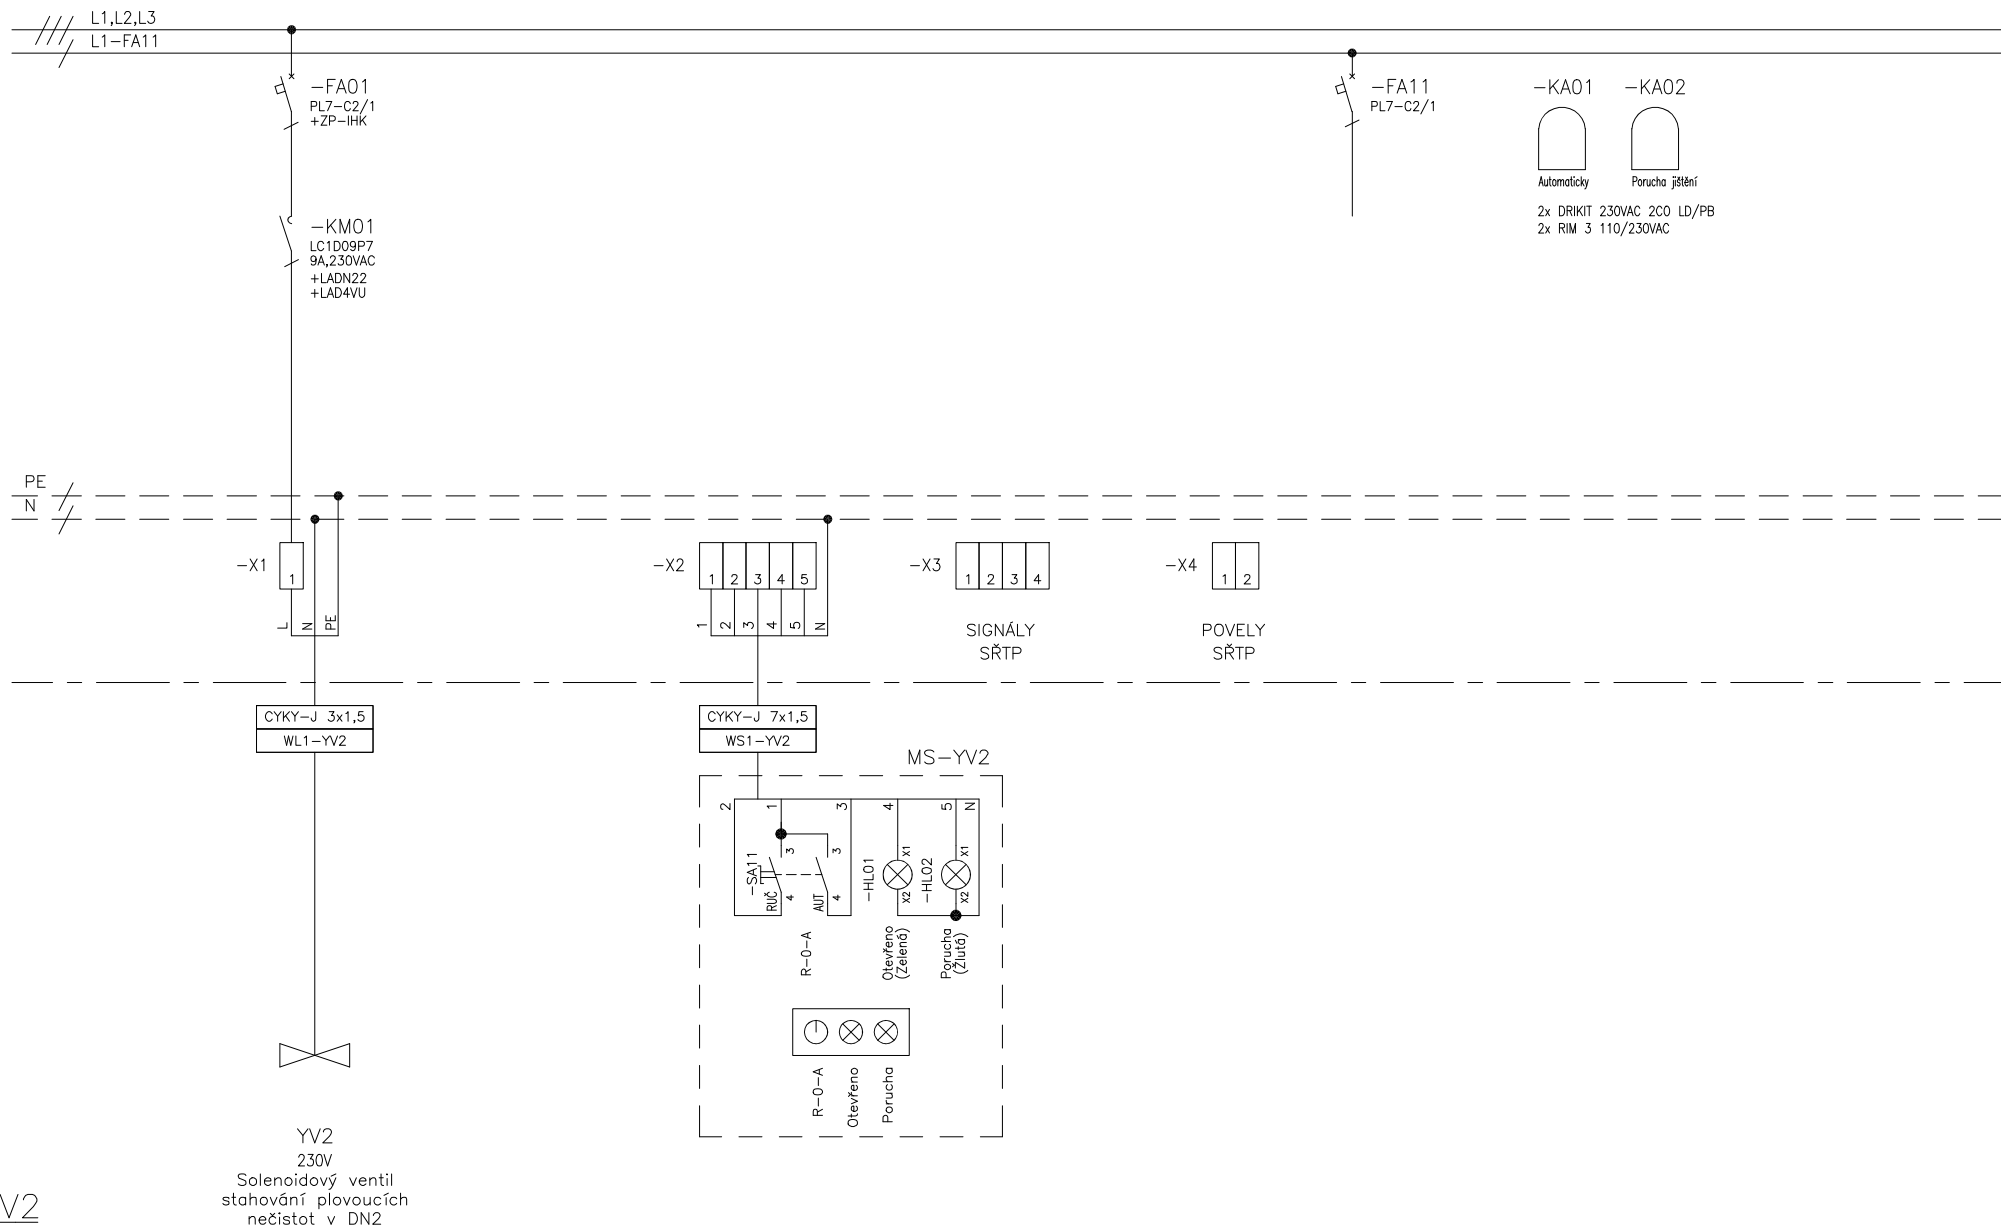 L1,L2,L3
L1-FA11
-FA01
PL7-C2/1
+ZP-IHK
-FA11
PL7-C2/1
-KA01
-KA02
Automaticky
Porucha jištění
2x DRIKIT 230VAC 2CO LD/PB
2x RIM 3 110/230VAC
-KM01
LC1D09P7
9A,230VAC
+LADN22
+LAD4VU
PE
N
-X1
1
-X2
1 2 3 4 5
-X3
1 2 3 4
-X4
1 2
L N PE
1 2 3 4 5 N
SIGNÁLY
SŘTP
POVELY
SŘTP
CYKY-J 3x1,5
WL1-YV2
CYKY-J 7x1,5
WS1-YV2
MS-YV2
2 1 3 4 5 N
-SA11
3
3
RUČ
4
AUT
4
-HL01
X1
X2
-HL02
X1
X2
R-0-A
Otevřeno
(Zelená)
Porucha
(Žlutá)
R-0-A
Otevřeno
Porucha
YV2
230V
Solenoidový ventil
stahování plovoucích
nečistot v DN2
V2